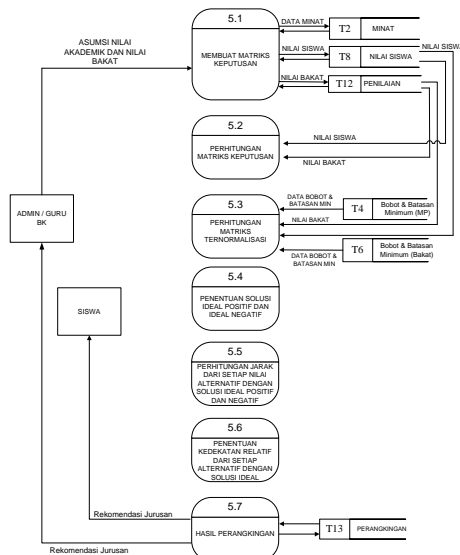 5.1
MEMBUAT MATRIKS
KEPUTUSAN
ASUMSI NILAI
AKADEMIK DAN NILAI
BAKAT
DATA MINAT
T2
MINAT
NILAI SISWA
T8
NILAI SISWA
NILAI SISWA
NILAI BAKAT
T12
PENILAIAN
5.2
PERHITUNGAN
MATRIKS KEPUTUSAN
NILAI SISWA
NILAI BAKAT
ADMIN / GURU
BK
5.3
PERHITUNGAN
MATRIKS
TERNORMALISASI
DATA BOBOT &
BATASAN MIN
T4
Bobot & Batasan
Minimum (MP)
NILAI BAKAT
DATA BOBOT &
BATASAN MIN
T6
Bobot & Batasan
Minimum (Bakat)
5.4
PENENTUAN SOLUSI
IDEAL POSITIF DAN
IDEAL NEGATIF
SISWA
5.5
PERHITUNGAN JARAK
DARI SETIAP NILAI
ALTERNATIF DENGAN
SOLUSI IDEAL POSITIF
DAN NEGATIF
5.6
PENENTUAN
KEDEKATAN RELATIF
DARI SETIAP
ALTERNATIF DENGAN
SOLUSI IDEAL
5.7
HASIL PERANGKINGAN
Rekomendasi Jurusan
Rekomendasi Jurusan
T13
PERANGKINGAN